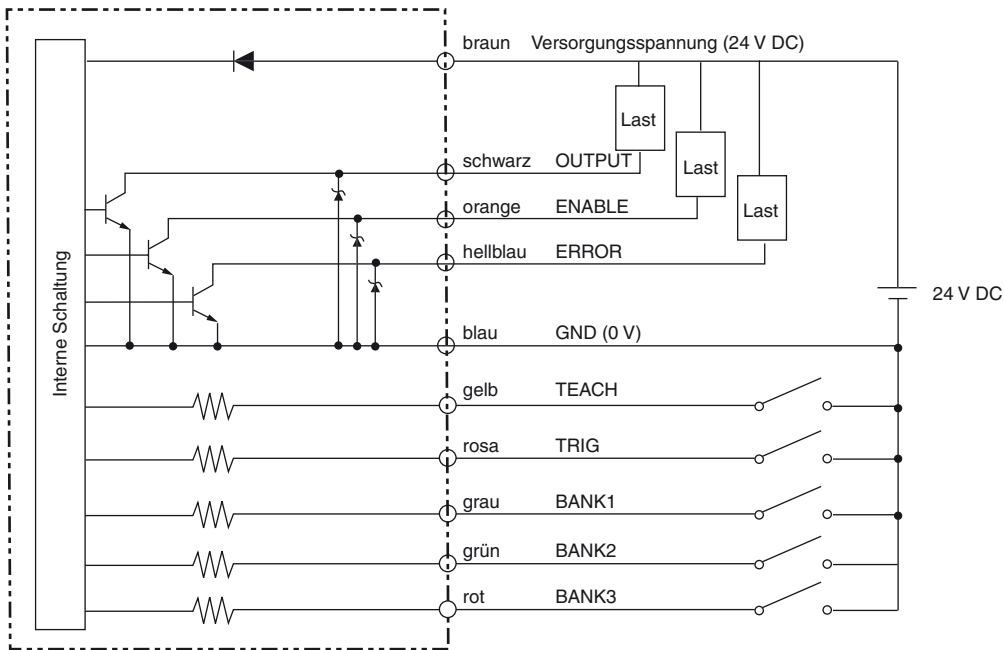 braun Versorgungsspannung (24 V DC)
Last
schwarz OUTPUT
Last
orange ENABLE
Last
hellblau ERROR
24 V DC
Interne Schaltung
blau GND (0 V)
gelb TEACH
rosa TRIG
grau BANK1
grün BANK2
rot BANK3